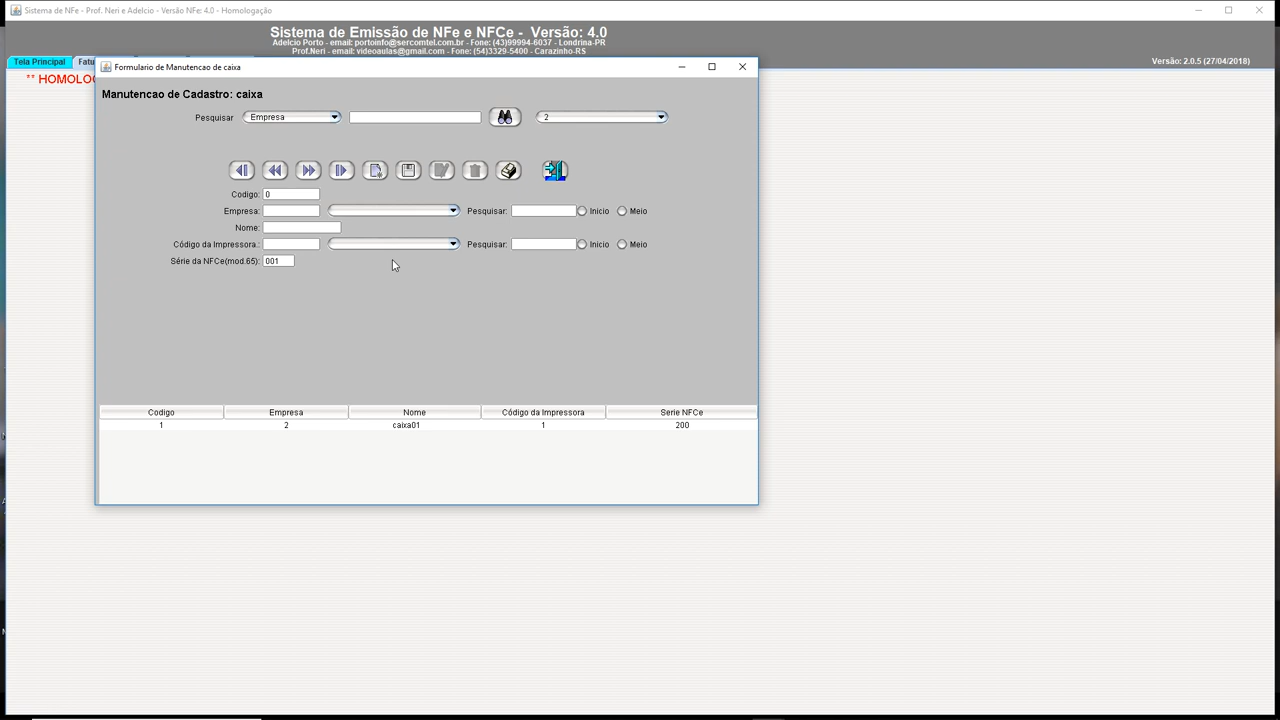 Sistema de NFe - Prof. Neri e Adelcio - Versão NFe: 4.0 - Homologação
Sistema de Emissão de NFe e NFCe - Versão: 4.0
Adelcio Porto - email: portoinfo@sercomtel.com.br - Fone: (43)99994-6037 - Londrina-PR
Prof.Neri - email: videoaulas@gmail.com - Fone: (54)3329-5400 - Carazinho-RS
Tela Principal Fatu Versão: 2.0.5 (27/04/2018)
** HOMOLOG
Formulario de Manutencao de caixa
Manutencao de Cadastro: caixa
Pesquisar Empresa 2
Codigo: 0
Empresa: Pesquisar: Inicio Meio
Nome:
Código da Impressora.: Pesquisar: Inicio Meio
Série da NFCe(mod.65): 001
Codigo Empresa Nome Código da Impressora Serie NFCe
1 2 caixa01 1 200